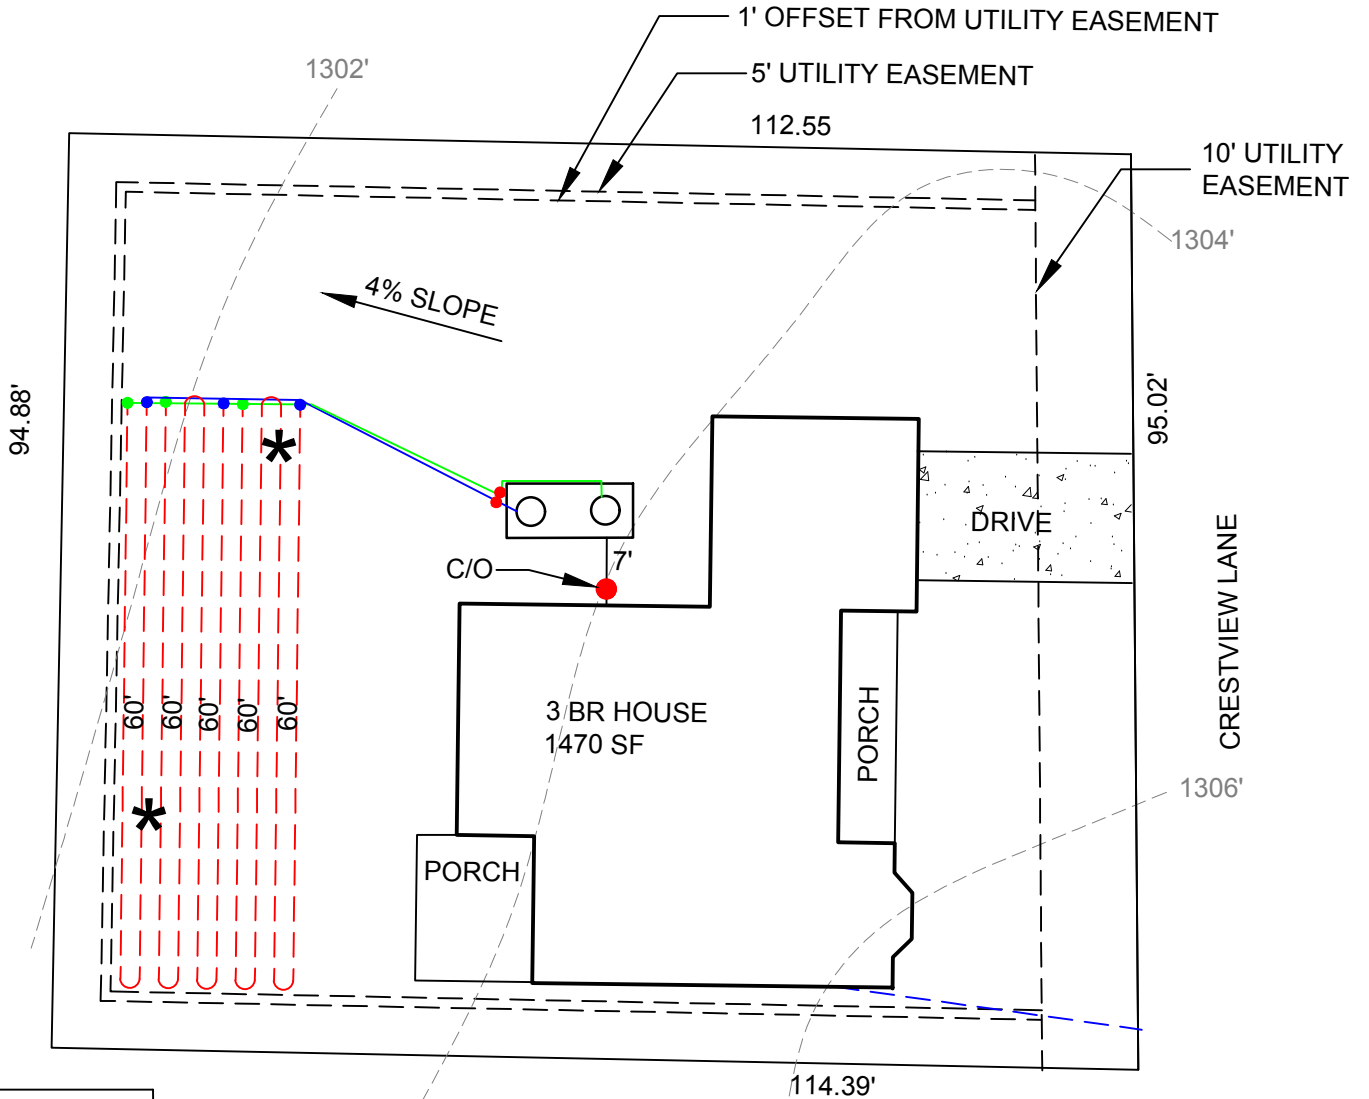 1' OFFSET FROM UTILITY EASEMENT
1302'
5' UTILITY EASEMENT
112.55
10' UTILITY
EASEMENT
1304'
4% SLOPE
94.88'
95.02'
*
DRIVE
7'
C/O
CRESTVIEW LANE
60'
60'
60'
60'
60'
3 BR HOUSE
1470 SF
PORCH
1306'
*
PORCH
114.39'